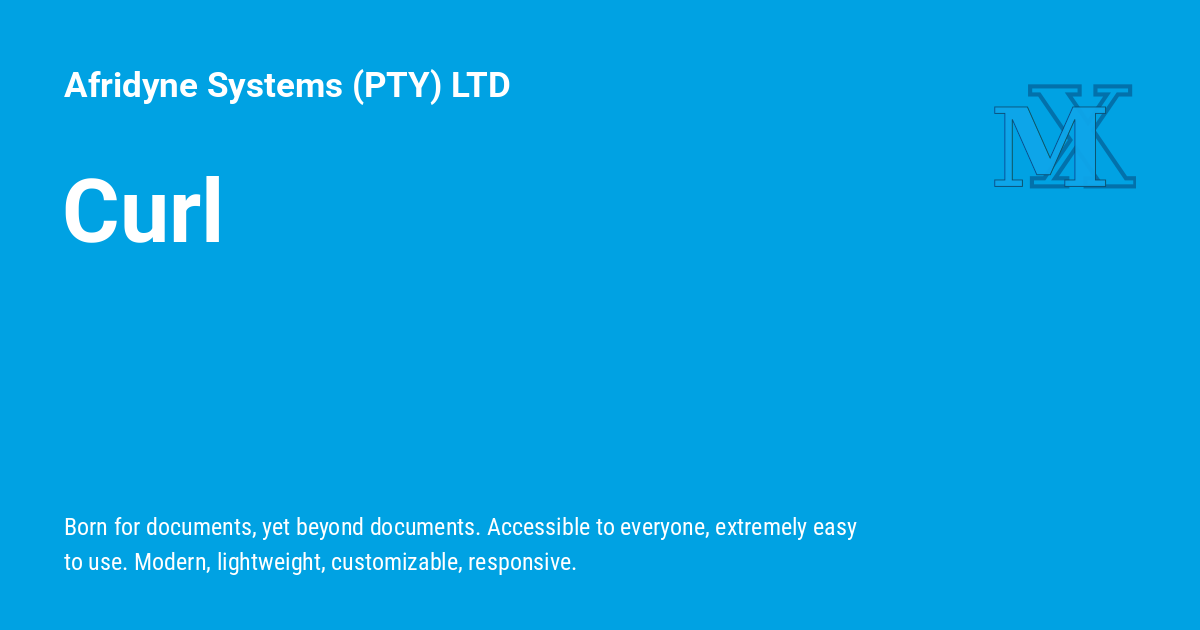 Afridyne Systems (PTY) LTD
MX
Curl
Born for documents, yet beyond documents. Accessible to everyone, extremely easy
to use. Modern, lightweight, customizable, responsive.